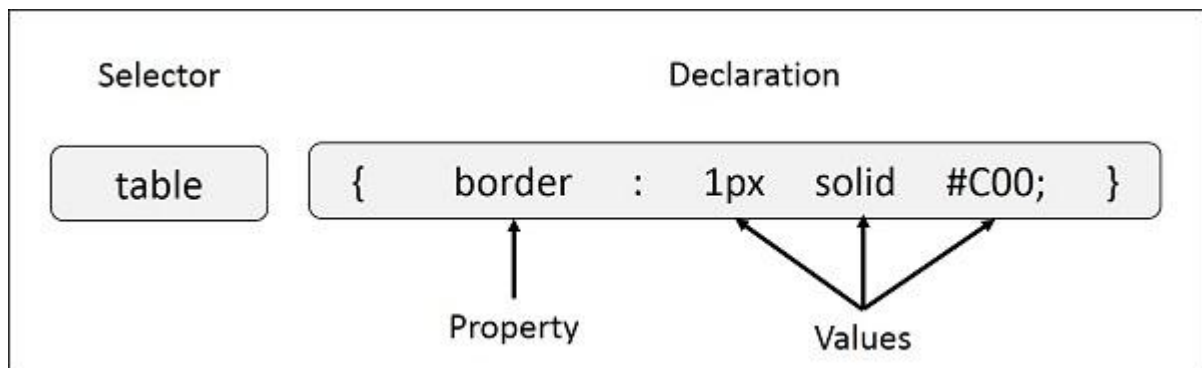 Selector Declaration
table { border : 1px solid #C00; }
Property Values